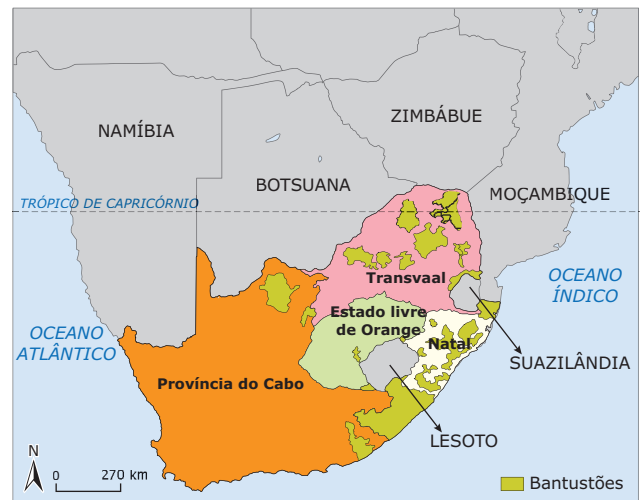 ZIMBÁBUE
NAMÍBIA
BOTSUANA
MOÇAMBIQUE
TRÓPICO DE CAPRICÓRNIO
Transvaal
OCEANO
ÍNDICO
Estado livre
de Orange
OCEANO
ATLÂNTICO
Natal
SUAZILÂNDIA
Província do Cabo
LESOTO
N
0 270 km
Bantustões